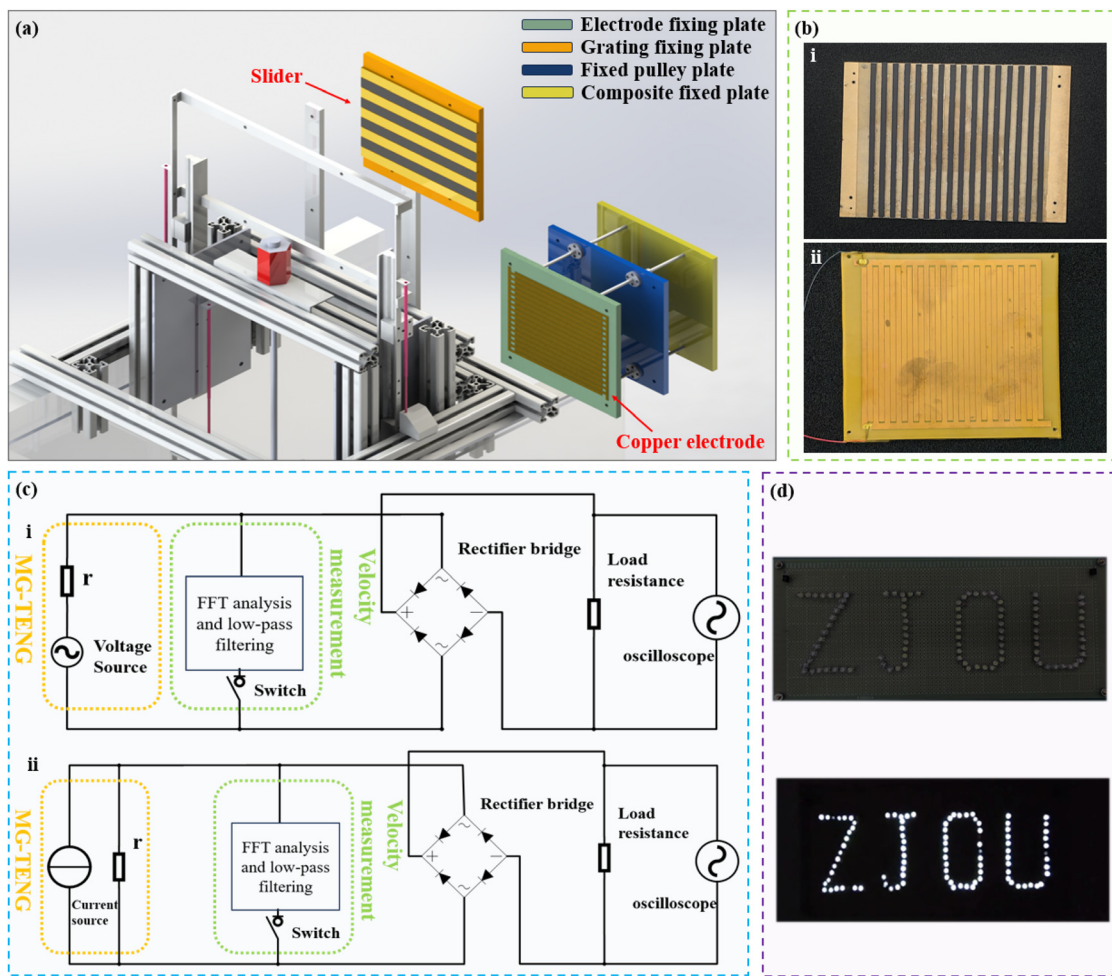 (a)
Slider
Electrode fixing plate
Grating fixing plate
Fixed pulley plate
Composite fixed plate
Copper electrode
(b)
i
ii
(c)
i
MG-TENG
r
Voltage
Source
FFT analysis
and low-pass
filtering
Switch
Velocity
measurement
Rectifier bridge
Load
resistance
oscilloscope
ii
MG-TENG
Current
source
r
FFT analysis
and low-pass
filtering
Switch
Velocity
measurement
Rectifier bridge
Load
resistance
oscilloscope
(d)
ZJOU
ZJOU